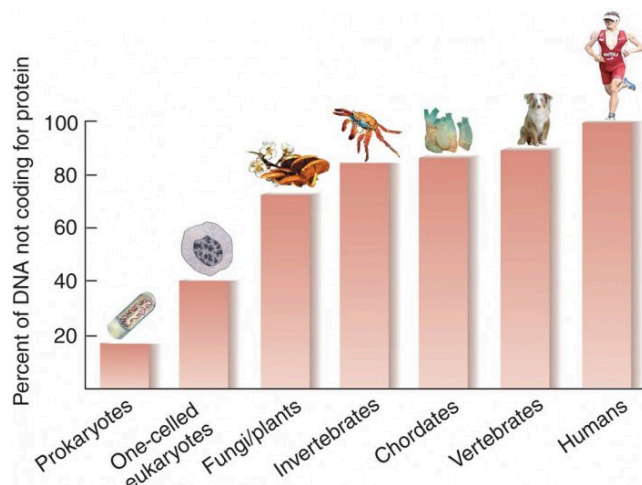 Percent of DNA not coding for protein
100
80
60
40
20
Prokaryotes
One-celled
eukaryotes
Fungi/plants
Invertebrates
Chordates
Vertebrates
Humans